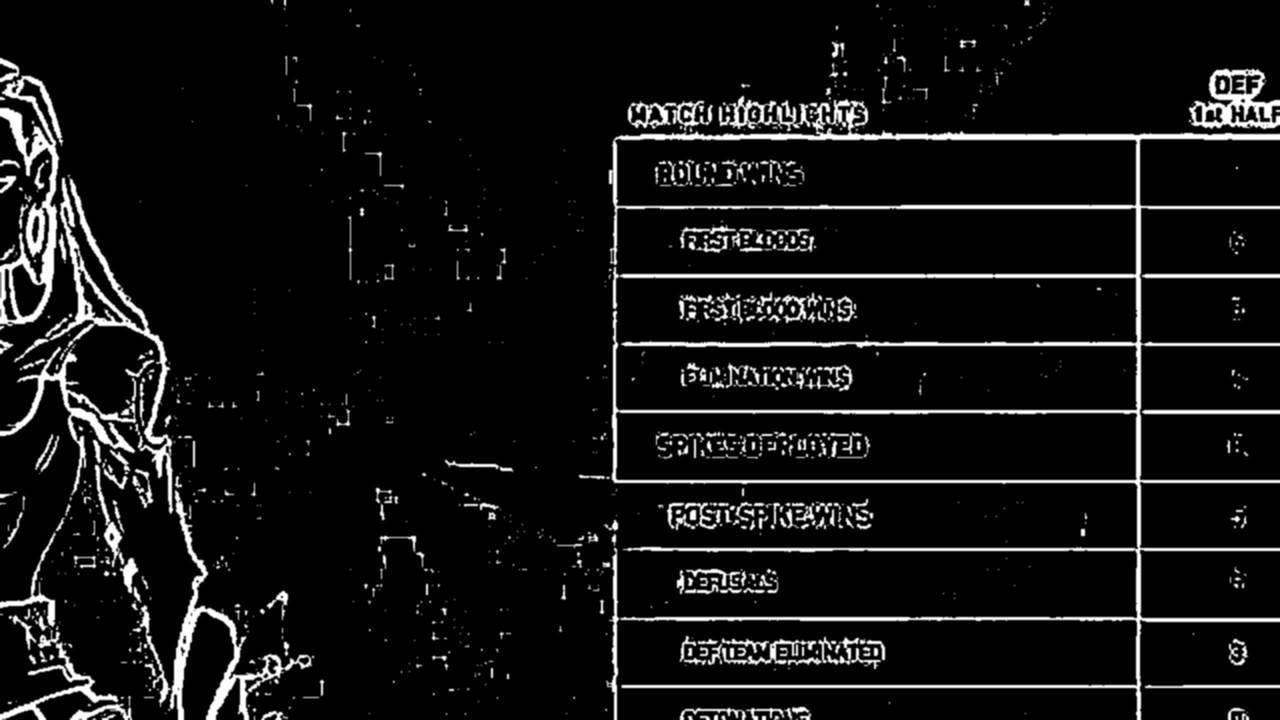 DEF
MATCH HIGHLIGHTS
1st HALF
ROUND WINS
FIRST BLOODS
FIRST BLOOD WINS
ELIMINATION WINS
SPIKES DEPLOYED
POST-SPIKE WINS
DEFUSALS
DEF TEAM ELIMINATED
DETONATIONS